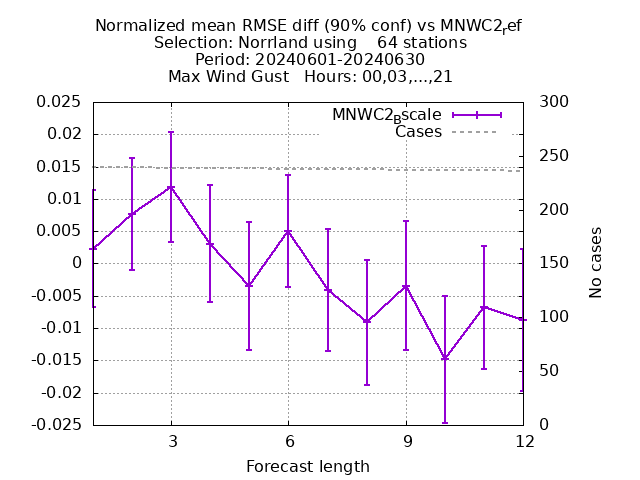 Normalized mean RMSE diff (90% conf) vs MNWC2ref
Selection: Norrland using 64 stations
Period: 20240601-20240630
Max Wind Gust Hours: 00,03,...,21
MNWC2Bscale
Cases
0.025
0.02
0.015
0.01
0.005
0
-0.005
-0.01
-0.015
-0.02
-0.025
300
250
200
150
100
50
0
No cases
3 6 9 12
Forecast length